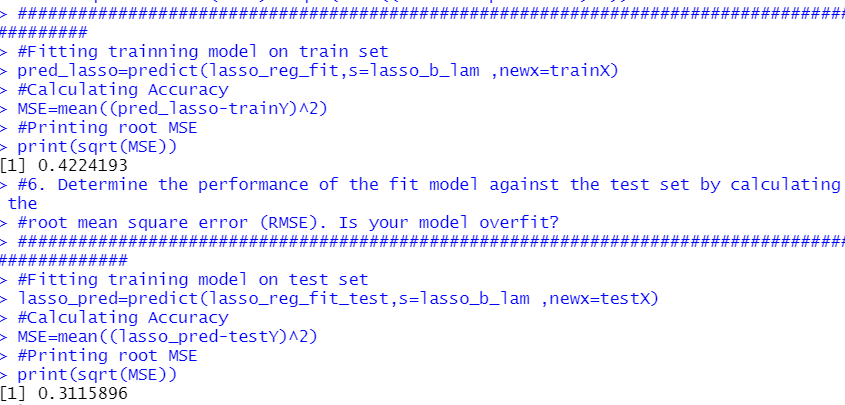 > ##################################################################################
#########
> #Fitting trainning model on train set
> pred_lasso=predict(lasso_reg_fit,s=lasso_b_lam ,newx=trainX)
> #Calculating Accuracy
> MSE=mean((pred_lasso-trainY)^2)
> #Printing root MSE
> print(sqrt(MSE))
[1] 0.4224193
> #6. Determine the performance of the fit model against the test set by calculating
 the
> #root mean square error (RMSE). Is your model overfit?
> ##################################################################################
#############
> #Fitting training model on test set
> lasso_pred=predict(lasso_reg_fit_test,s=lasso_b_lam ,newx=testX)
> #Calculating Accuracy
> MSE=mean((lasso_pred-testY)^2)
> #Printing root MSE
> print(sqrt(MSE))
[1] 0.3115896